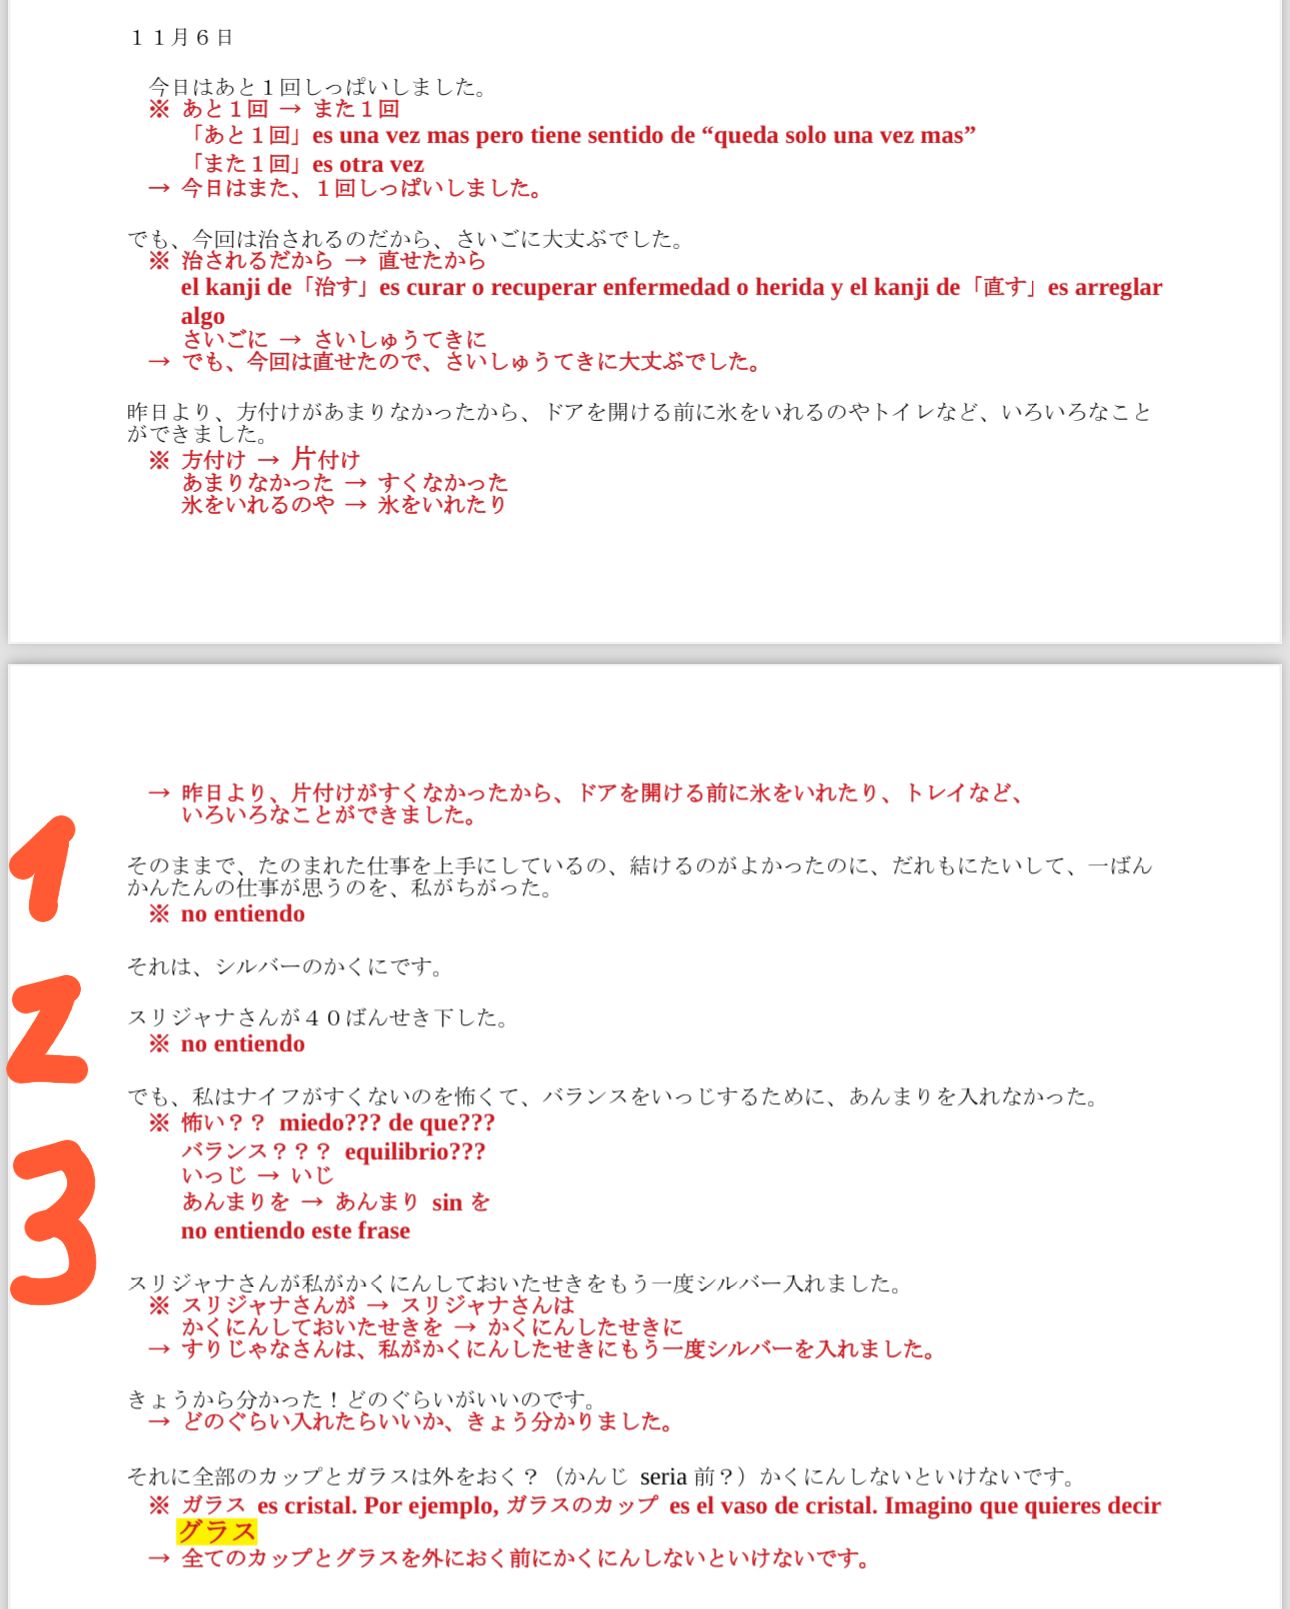 １１月６日
今日はあと１回しっぱいしました。
※ あと１回 → また１回
「あと１回」es una vez mas pero tiene sentido de “queda solo una vez mas”
「また１回」es otra vez
→ 今日はまた、１回しっぱいしました。
でも、今回は治されるのだから、さいごに大丈ぶでした。
※ 治されるだから → 直せたから
el kanji de「治す」es curar o recuperar enfermedad o herida y el kanji de「直す」es arreglar
algo
さいごに → さいしゅうてきに
→ でも、今回は直せたので、さいしゅうてきに大丈ぶでした。
昨日より、方付けがあまりなかったから、ドアを開ける前に氷をいれるのやトイレなど、いろいろなこと
ができました。
※ 方付け → 片付け
あまりなかった → すくなかった
氷をいれるのや → 氷をいれたり
→ 昨日より、片付けがすくなかったから、ドアを開ける前に氷をいれたり、トレイなど、
いろいろなことができました。
1
そのままで、たのまれた仕事を上手にしているの、結けるのがよかったのに、だれもにたいして、一ばん
かんたんの仕事が思うのを、私がちがった。
※ no entiendo
それは、シルバーのかくにです。
2
スリジャナさんが４０ばんせき下した。
※ no entiendo
でも、私はナイフがすくないのを怖くて、バランスをいっじするために、あんまりを入れなかった。
※ 怖い？？ miedo??? de que???
バランス？？？ equilibrio???
3
いっじ → いじ
あんまりを → あんまり sin を
no entiendo este frase
スリジャナさんが私がかくにんしておいたせきをもう一度シルバー入れました。
※ スリジャナさんが → スリジャナさんは
かくにんしておいたせきを → かくにんしたせきに
→ すりじゃなさんは、私がかくにんしたせきにもう一度シルバーを入れました。
きょうから分かった！どのぐらいがいいのです。
→ どのぐらい入れたらいいか、きょう分かりました。
それに全部のカップとガラスは外をおく？（かんじ seria 前？）かくにんしないといけないです。
※ ガラス es cristal. Por ejemplo, ガラスのカップ es el vaso de cristal. Imagino que quieres decir
グラス
→ 全てのカップとグラスを外におく前にかくにんしないといけないです。